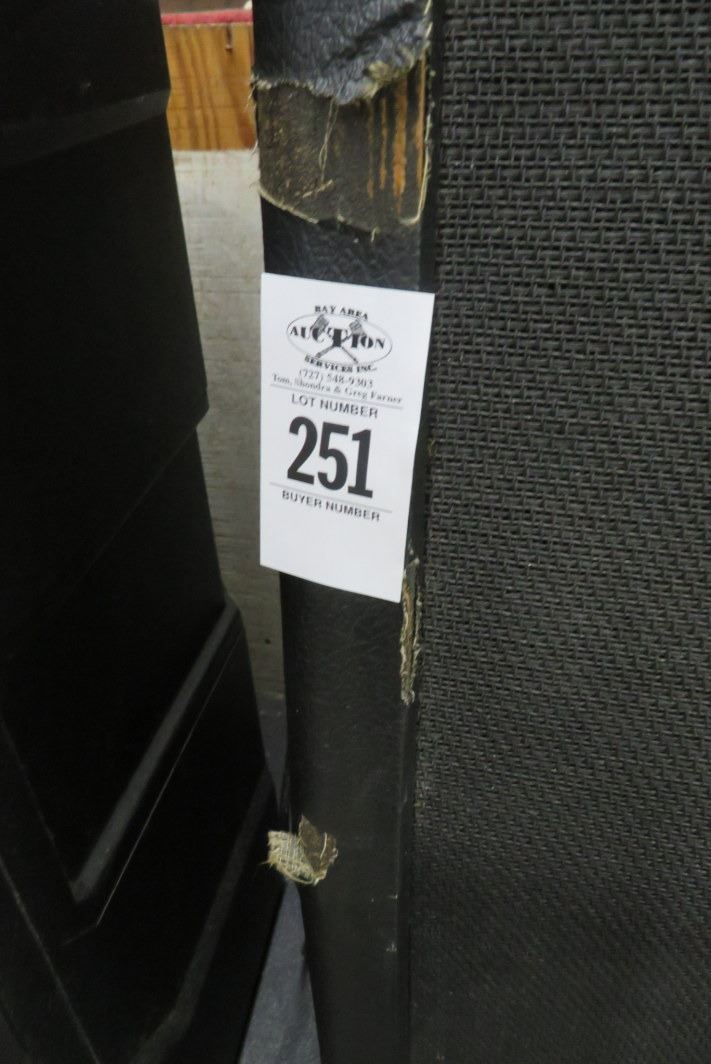 BAY AREA
AUCTION
SERVICES INC.
(727) 548-9303
Tom, Shondra & Greg Farner
LOT NUMBER
251
BUYER NUMBER